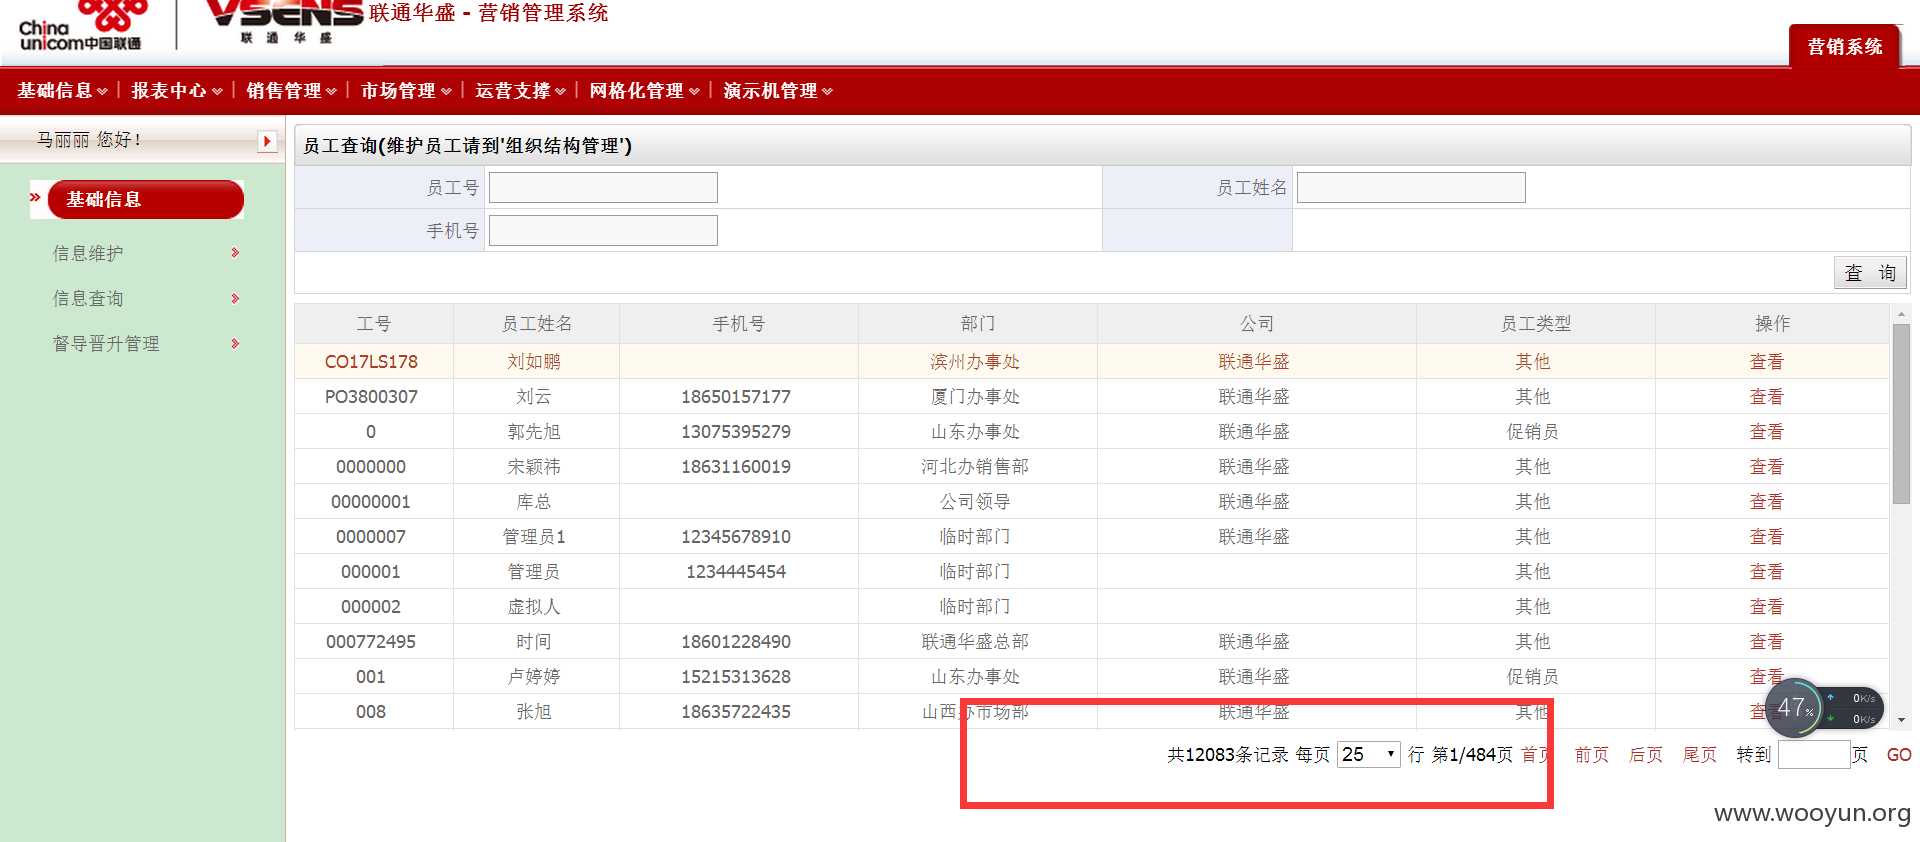 China unicom中国联通
VSENS 联通华盛
联通华盛 - 营销管理系统
营销系统
基础信息 | 报表中心 | 销售管理 | 市场管理 | 运营支撑 | 网格化管理 | 演示机管理
马丽丽 您好!
基础信息
信息维护
信息查询
督导晋升管理
员工查询(维护员工请到'组织结构管理')
员工号 员工姓名
手机号
查 询
工号 员工姓名 手机号 部门 公司 员工类型 操作
CO17LS178 刘如鹏 滨州办事处 联通华盛 其他 查看
PO3800307 刘云 18650157177 厦门办事处 联通华盛 其他 查看
0 郭先旭 13075395279 山东办事处 联通华盛 促销员 查看
0000000 宋颖祎 18631160019 河北办销售部 联通华盛 其他 查看
00000001 库总 公司领导 联通华盛 其他 查看
0000007 管理员1 12345678910 临时部门 联通华盛 其他 查看
000001 管理员 1234445454 临时部门 其他 查看
000002 虚拟人 临时部门 其他 查看
000772495 时间 18601228490 联通华盛总部 联通华盛 其他 查看
001 卢婷婷 15215313628 山东办事处 联通华盛 促销员 查看
008 张旭 18635722435 山西办市场部 联通华盛 其他 查看
47% 0K/s
0K/s
共12083条记录 每页 25 行 第1/484页 首页 前页 后页 尾页 转到 页 GO
www.wooyun.org